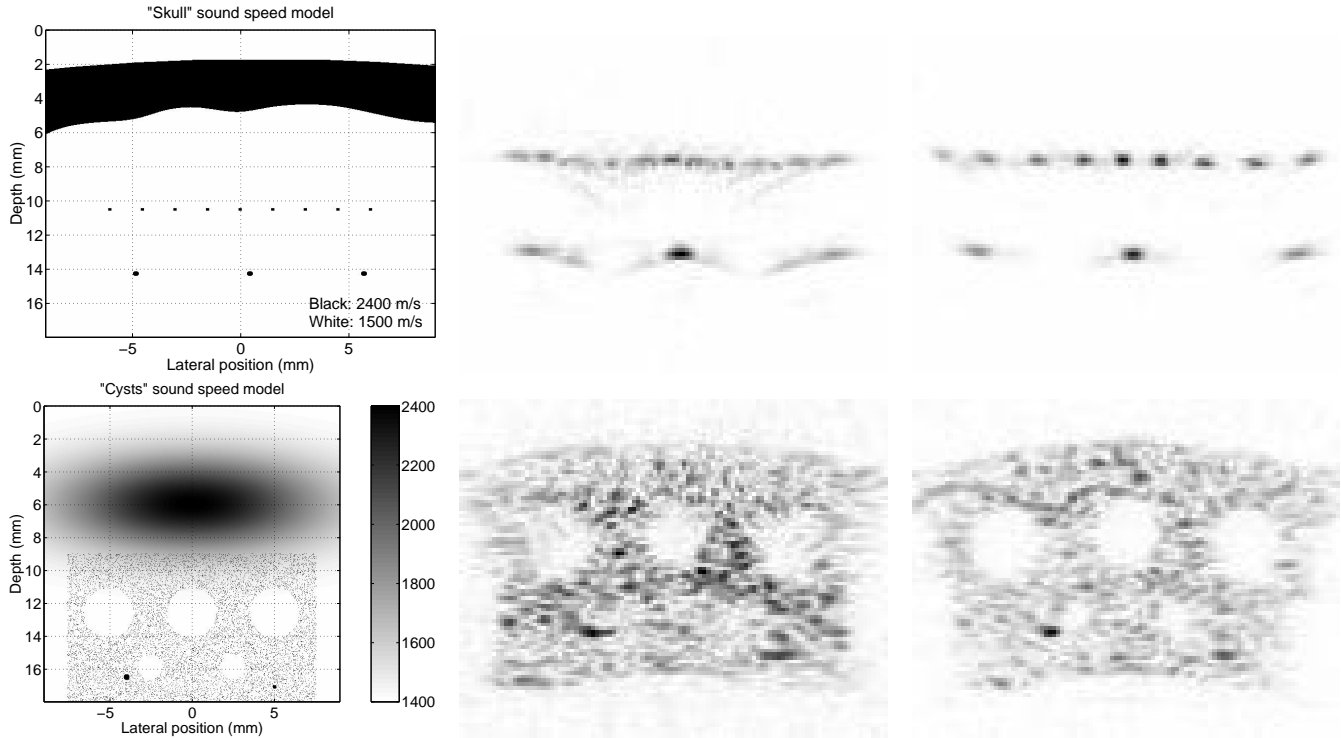 "Skull" sound speed model
0
2
4
6
8
10
12
14
16
Depth (mm)
Black: 2400 m/s
White: 1500 m/s
−5 0 5
Lateral position (mm)
"Cysts" sound speed model
0
2
4
6
8
10
12
14
16
Depth (mm)
−5 0 5
Lateral position (mm)
2400
2200
2000
1800
1600
1400